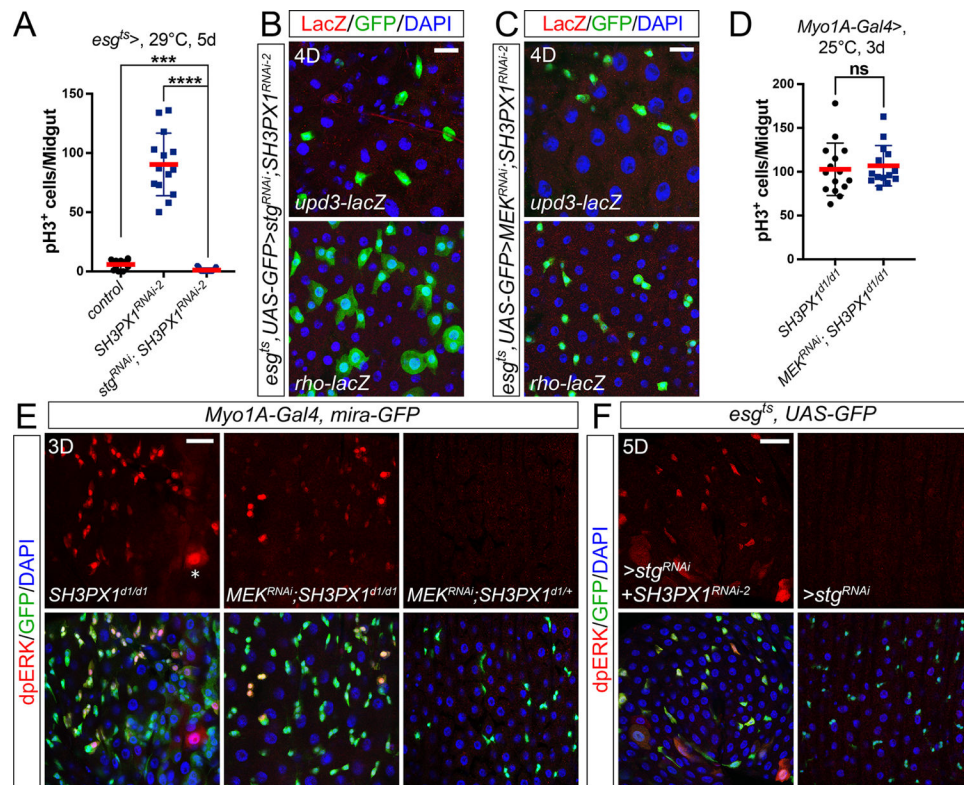 A
esg^ts>, 29°C, 5d
***
****
pH3⁺ cells/Midgut
150
100
50
0
control
SH3PX1^RNAi-2
stg^RNAi; SH3PX1^RNAi-2
B
LacZ/GFP/DAPI
esg^ts,UAS-GFP>stg^RNAi;SH3PX1^RNAi-2
4D
upd3-lacZ
rho-lacZ
C
LacZ/GFP/DAPI
esg^ts,UAS-GFP>MEK^RNAi;SH3PX1^RNAi-2
4D
upd3-lacZ
rho-lacZ
D
Myo1A-Gal4>,
25°C, 3d
ns
pH3⁺ cells/Midgut
200
150
100
50
0
SH3PX1^d1/d1
MEK^RNAi; SH3PX1^d1/d1
E
Myo1A-Gal4, mira-GFP
dpERK/GFP/DAPI
3D
*
SH3PX1^d1/d1
MEK^RNAi;SH3PX1^d1/d1
MEK^RNAi;SH3PX1^d1/+
F
esg^ts, UAS-GFP
dpERK/GFP/DAPI
5D
>stg^RNAi
+SH3PX1^RNAi-2
>stg^RNAi